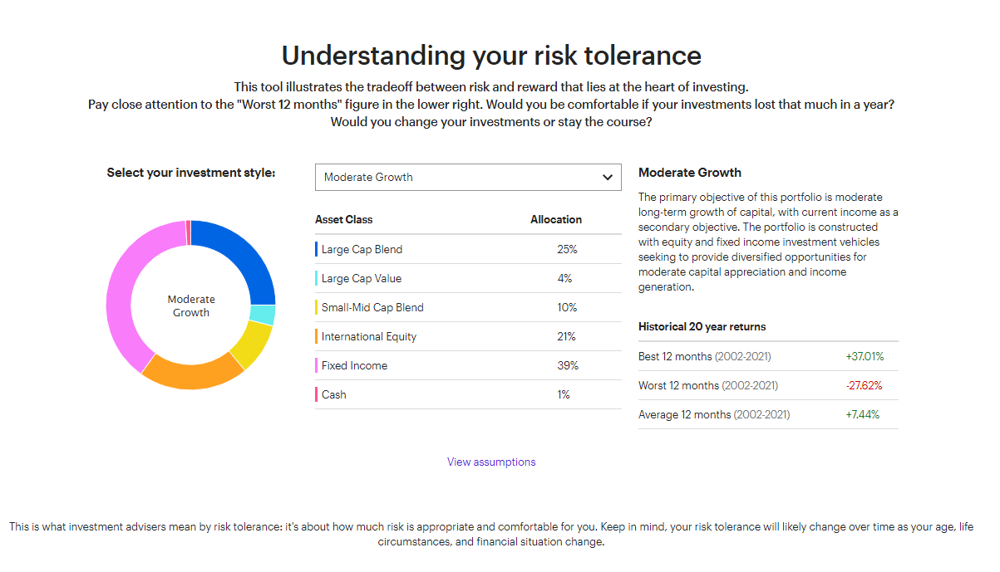 Understanding your risk tolerance
This tool illustrates the tradeoff between risk and reward that lies at the heart of investing.
Pay close attention to the "Worst 12 months" figure in the lower right. Would you be comfortable if your investments lost that much in a year?
Would you change your investments or stay the course?
Select your investment style:
Moderate
Growth
Moderate Growth
Asset Class Allocation
Large Cap Blend 25%
Large Cap Value 4%
Small-Mid Cap Blend 10%
International Equity 21%
Fixed Income 39%
Cash 1%
Moderate Growth
The primary objective of this portfolio is moderate
long-term growth of capital, with current income as a
secondary objective. The portfolio is constructed
with equity and fixed income investment vehicles
seeking to provide diversified opportunities for
moderate capital appreciation and income
generation.
Historical 20 year returns
Best 12 months (2002-2021) +37.01%
Worst 12 months (2002-2021) -27.62%
Average 12 months (2002-2021) +7.44%
View assumptions
This is what investment advisers mean by risk tolerance: it's about how much risk is appropriate and comfortable for you. Keep in mind, your risk tolerance will likely change over time as your age, life
circumstances, and financial situation change.